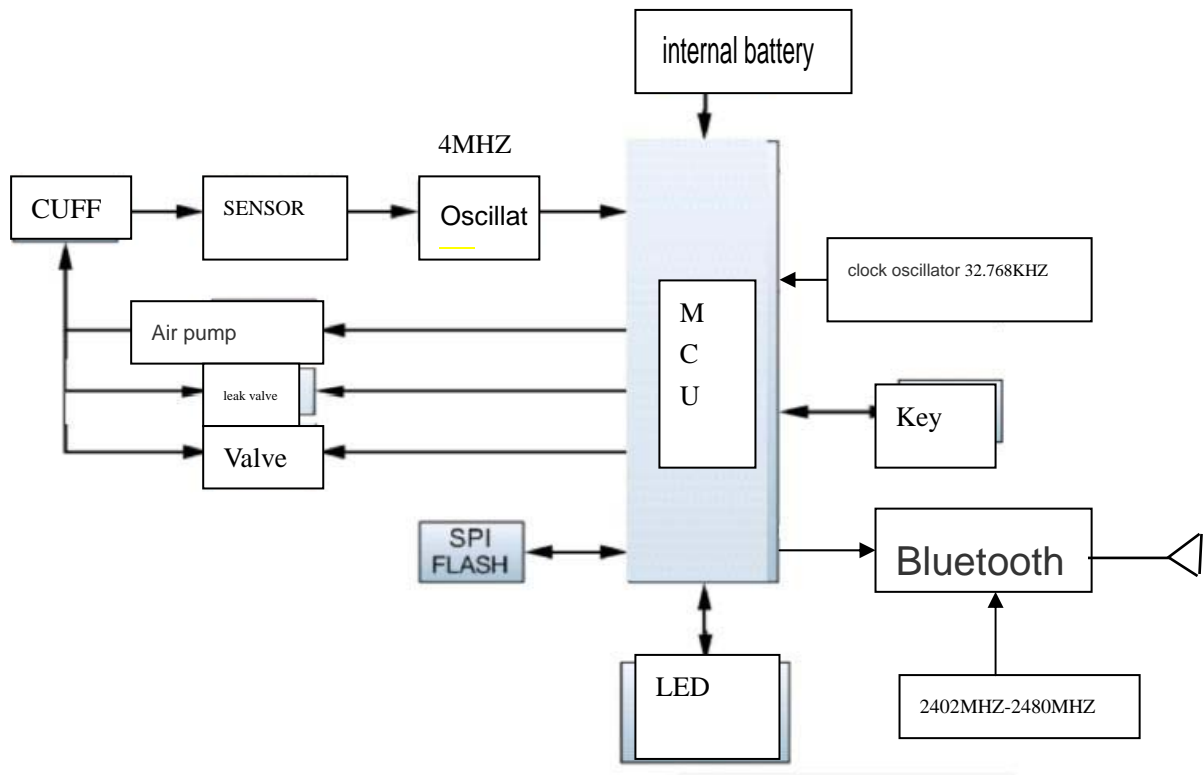 internal battery
4MHZ
CUFF
SENSOR
Oscillat
clock oscillator 32.768KHZ
Air pump
M
C
U
leak valve
Key
Valve
SPI
FLASH
Bluetooth
LED
2402MHZ-2480MHZ